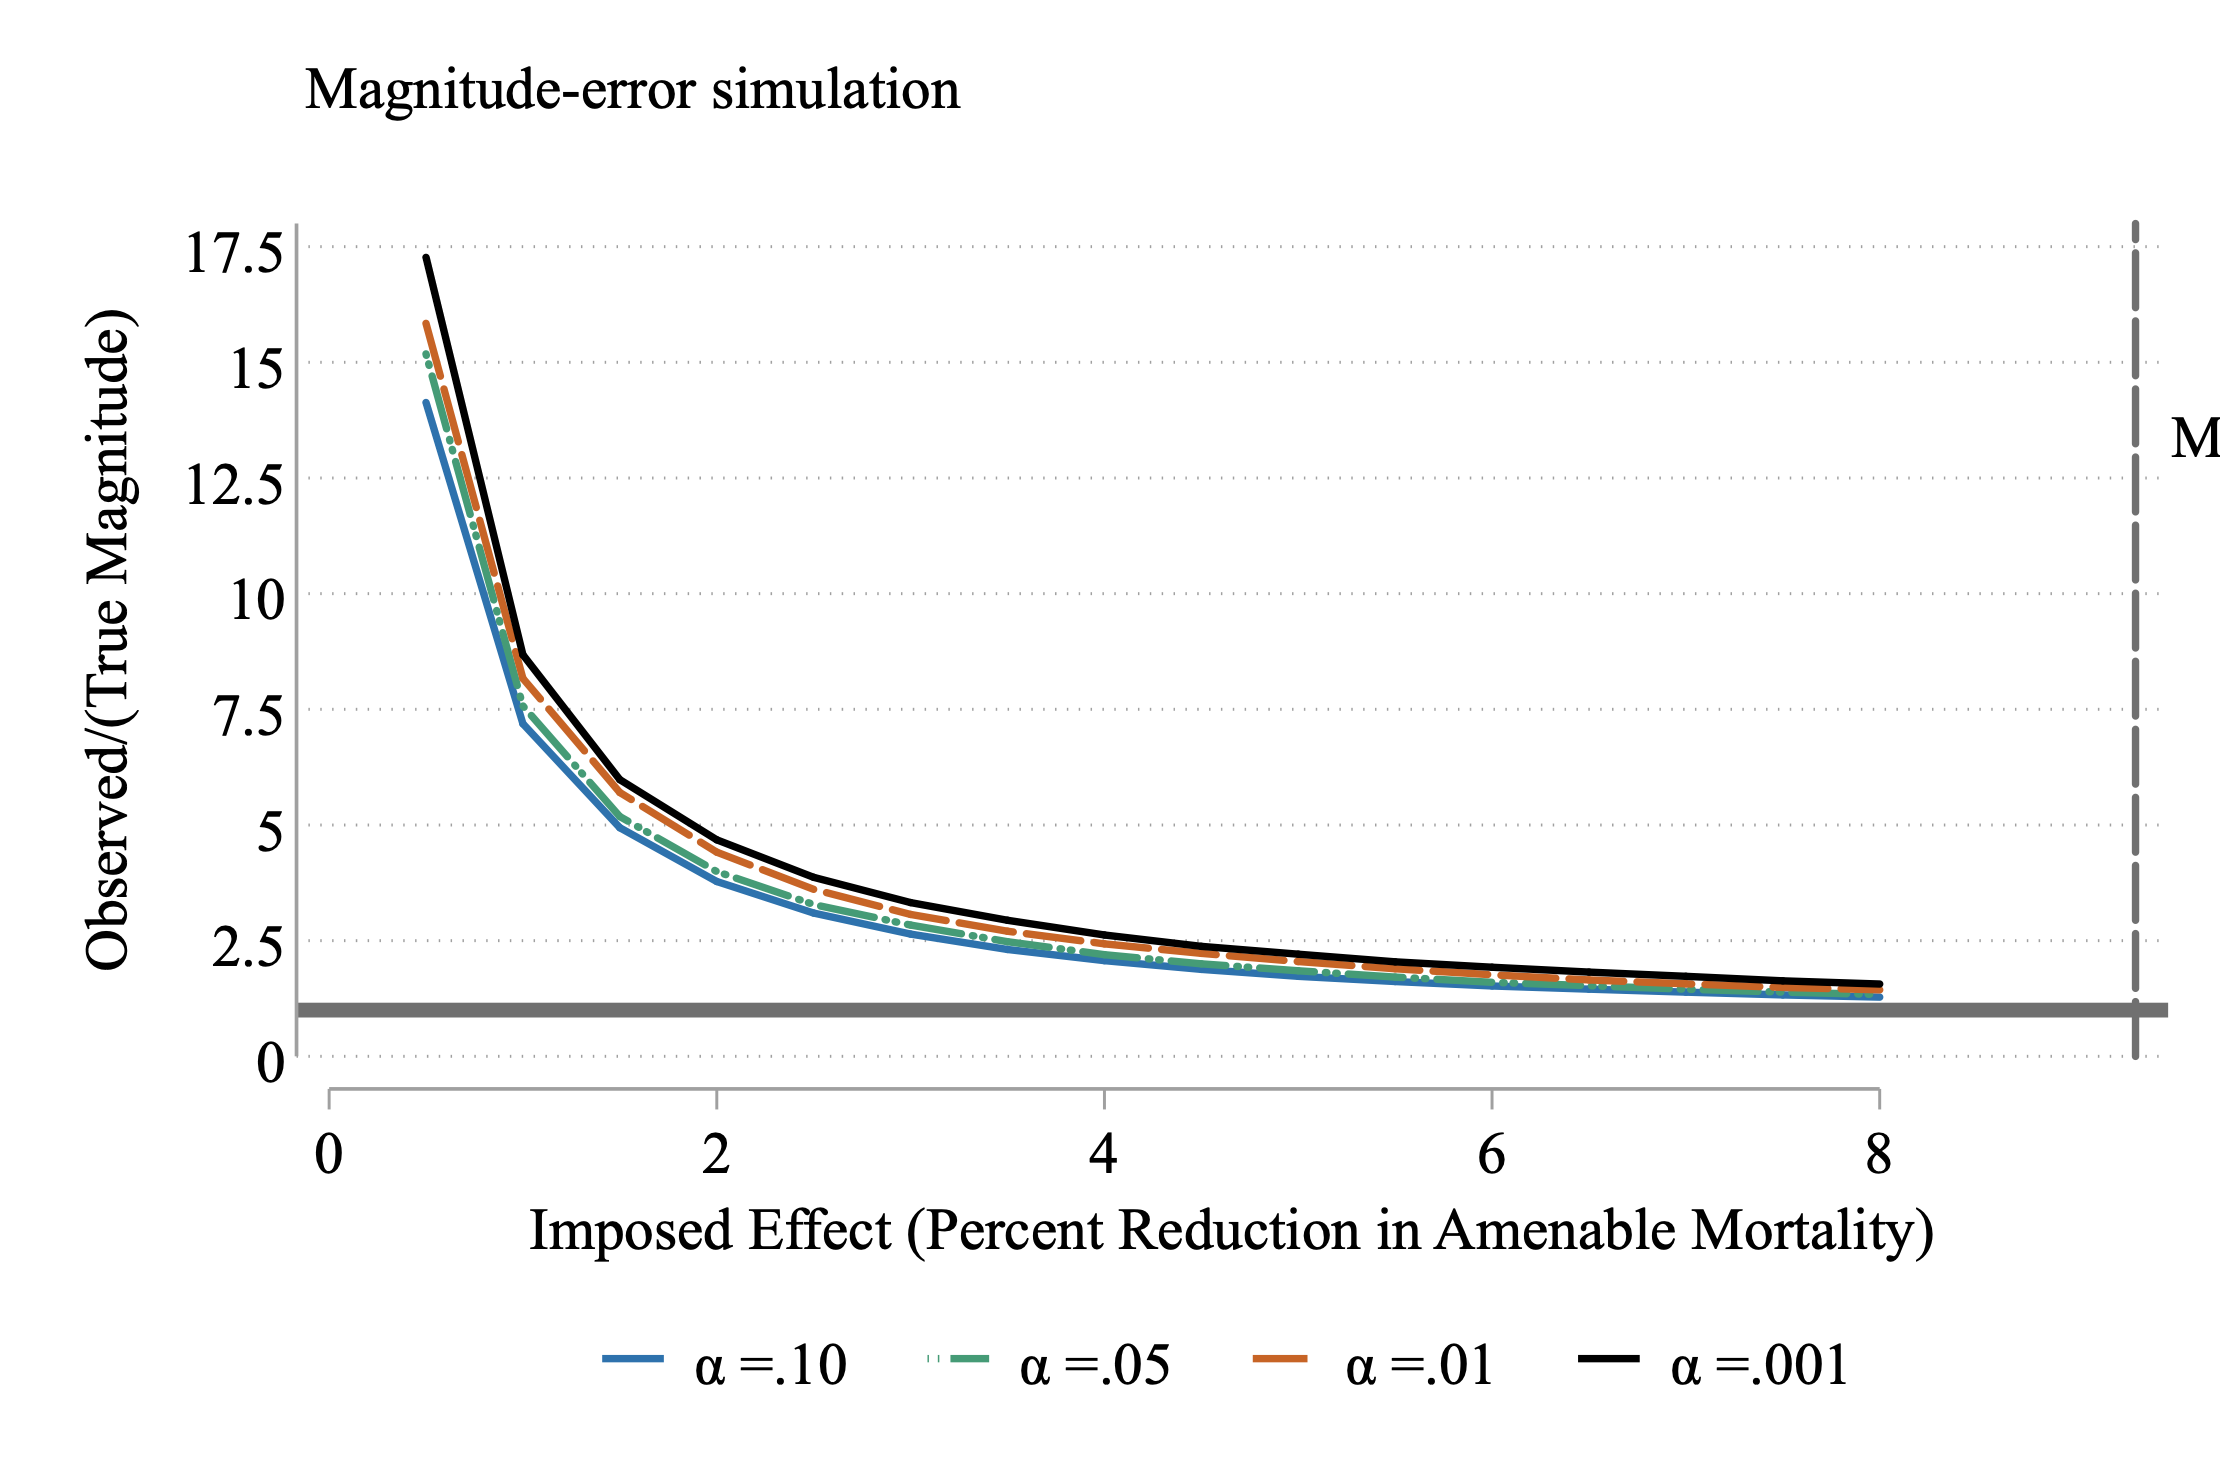 Magnitude-error simulation
Observed/(True Magnitude)
17.5
15
12.5
10
7.5
5
2.5
0
M
0 2 4 6 8
Imposed Effect (Percent Reduction in Amenable Mortality)
α =.10 α =.05 α =.01 α =.001